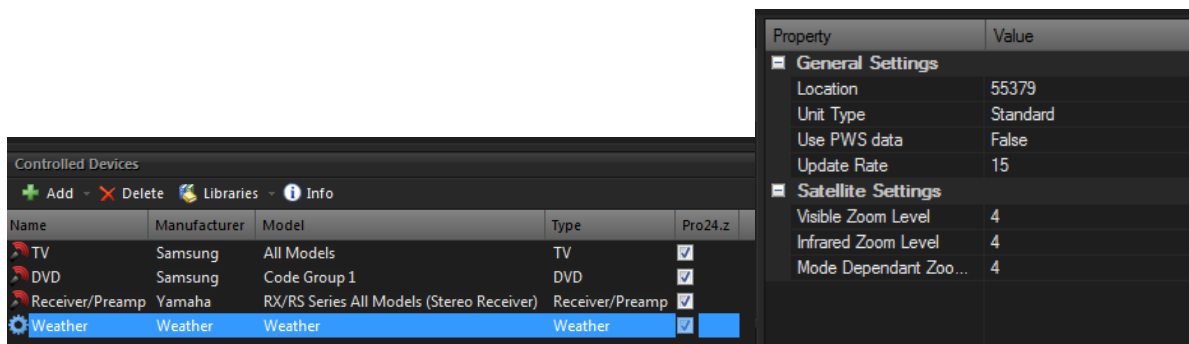 Controlled Devices
Add Delete Libraries Info
Name Manufacturer Model Type Pro24.z
TV Samsung All Models TV
DVD Samsung Code Group 1 DVD
Receiver/Preamp Yamaha RX/RS Series All Models (Stereo Receiver) Receiver/Preamp
Weather Weather Weather Weather
Property Value
General Settings
Location 55379
Unit Type Standard
Use PWS data False
Update Rate 15
Satellite Settings
Visible Zoom Level 4
Infrared Zoom Level 4
Mode Dependant Zoo... 4